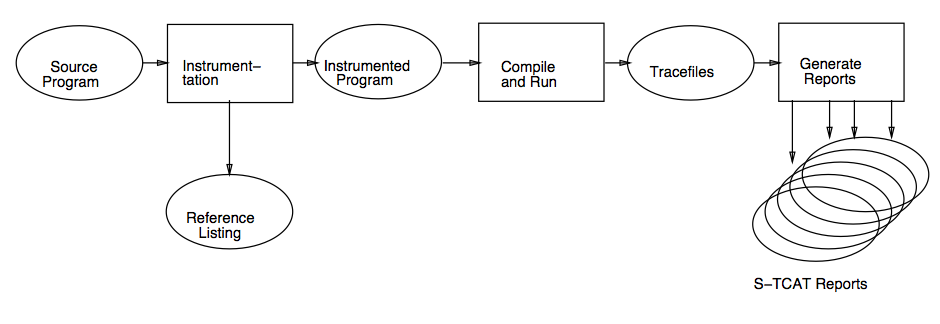 Source
Program
Instrument–
tation
Instrumented
Program
Compile
and Run
Tracefiles
Generate
Reports
Reference
Listing
S–TCAT Reports